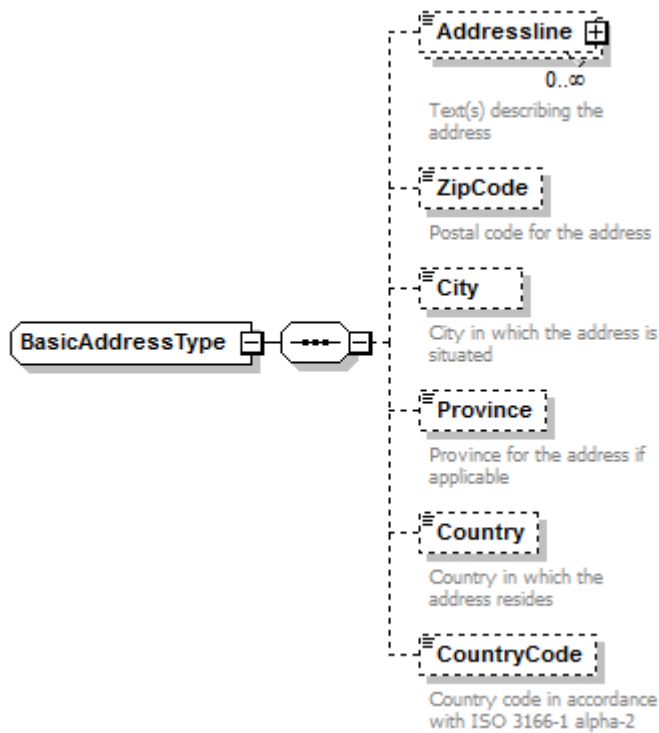 Addressline
0..∞
Text(s) describing the
address
ZipCode
Postal code for the address
City
City in which the address is
situated
BasicAddressType
Province
Province for the address if
applicable
Country
Country in which the
address resides
CountryCode
Country code in accordance
with ISO 3166-1 alpha-2